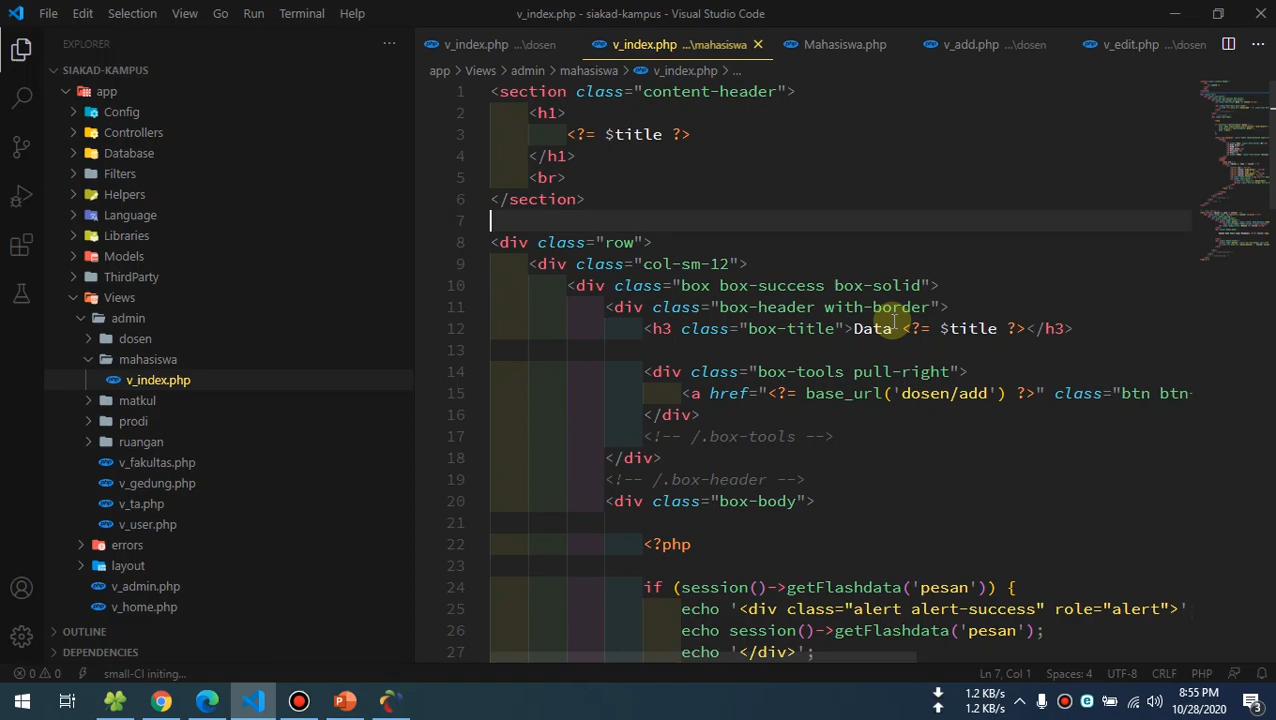 File Edit Selection View Go Run Terminal Help
v_index.php - siakad-kampus - Visual Studio Code
EXPLORER
SIAKAD-KAMPUS
app
Config
Controllers
Database
Filters
Helpers
Language
Libraries
Models
ThirdParty
Views
admin
dosen
mahasiswa
v_index.php
matkul
prodi
ruangan
v_fakultas.php
v_gedung.php
v_ta.php
v_user.php
errors
layout
v_admin.php
v_home.php
OUTLINE
DEPENDENCIES
v_index.php ...\dosen
v_index.php ...\mahasiswa
Mahasiswa.php
v_add.php ...\dosen
v_edit.php ...\dosen
app > Views > admin > mahasiswa > v_index.php > ...
1 <section class="content-header">
2 <h1>
3 <?= $title ?>
4 </h1>
5 <br>
6 </section>
7
8 <div class="row">
9 <div class="col-sm-12">
10 <div class="box box-success box-solid">
11 <div class="box-header with-border">
12 <h3 class="box-title">Data <?= $title ?></h3>
13
14 <div class="box-tools pull-right">
15 <a href="<?= base_url('dosen/add') ?>" class="btn btn-
16 </div>
17 <!-- /.box-tools -->
18 </div>
19 <!-- /.box-header -->
20 <div class="box-body">
21
22 <?php
23
24 if (session()->getFlashdata('pesan')) {
25 echo '<div class="alert alert-success" role="alert">'
26 echo session()->getFlashdata('pesan');
27 echo '</div>';
0 0 small-CI initing...
Ln 7, Col 1 Spaces: 4 UTF-8 CRLF PHP
1.2 KB/s
1.2 KB/s
8:55 PM
10/28/2020
3